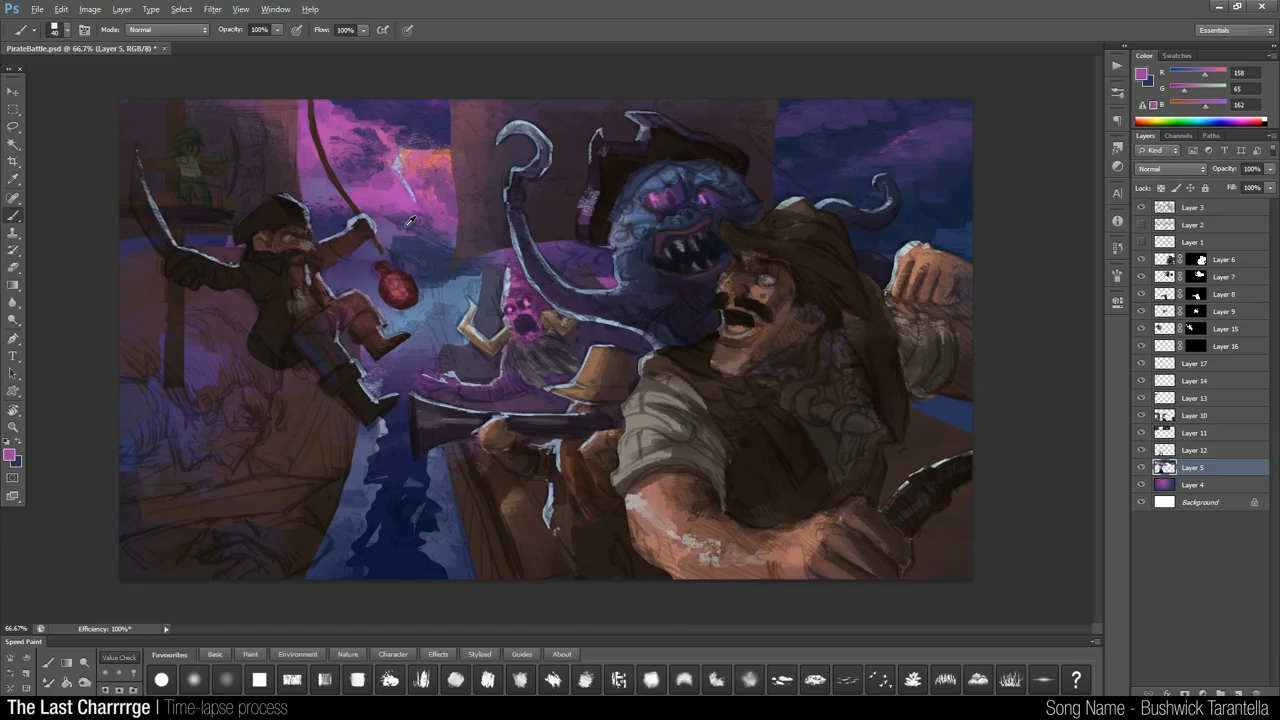 Ps File Edit Image Layer Type Select Filter View Window Help
40 Mode: Normal Opacity: 100% Flow: 100% Essentials
PirateBattle.psd @ 66.7% (Layer 5, RGB/8) *
Color Swatches
R 158
G 65
B 162
Layers Channels Paths
Kind
Normal Opacity: 100%
Locks: Fill: 100%
Layer 3
Layer 2
Layer 1
Layer 6
Layer 7
Layer 8
Layer 9
Layer 15
Layer 16
Layer 17
Layer 14
Layer 13
Layer 10
Layer 11
Layer 12
Layer 5
Layer 4
Background
66.67% Efficiency: 100%*
Speed Paint
Value Check Favourites Basic Paint Environment Nature Character Effects Stylized Guides About
?
The Last Charrrrge | Time-lapse process Song Name - Bushwick Tarantella